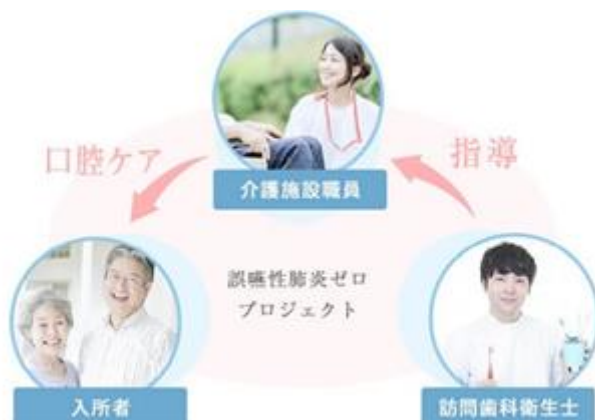 口腔ケア
指導
介護施設職員
誤嚥性肺炎ゼロ
プロジェクト
入所者
訪問歯科衛生士